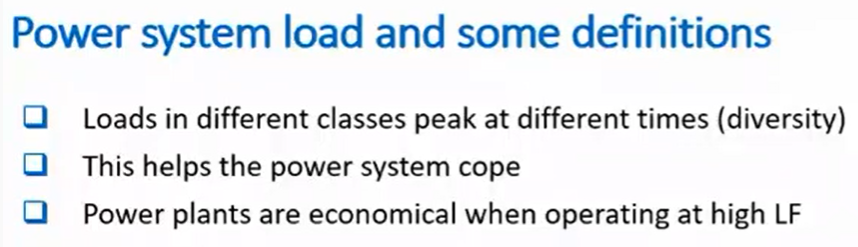 Power system load and some definitions
Loads in different classes peak at different times (diversity)
This helps the power system cope
Power plants are economical when operating at high LF